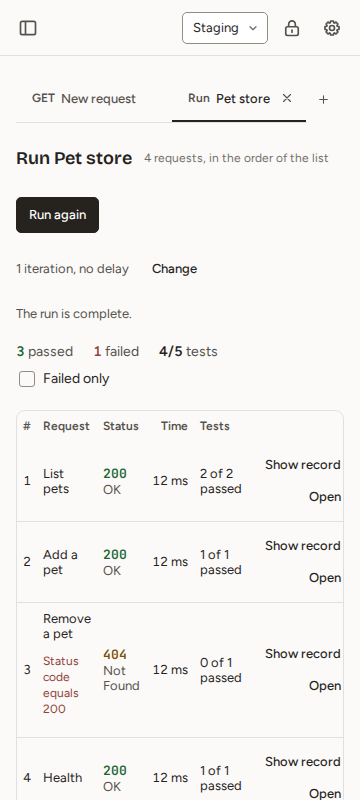 Staging
GET New request
Run Pet store
Run Pet store
4 requests, in the order of the list
Run again
1 iteration, no delay
Change
The run is complete.
3 passed 1 failed 4/5 tests
Failed only
# Request Status Time Tests
1 List pets 200 OK 12 ms 2 of 2 passed Show record Open
2 Add a pet 200 OK 12 ms 1 of 1 passed Show record Open
3 Remove a pet Status code equals 200 404 Not Found 12 ms 0 of 1 passed Show record Open
4 Health 200 OK 12 ms 1 of 1 passed Show record Open